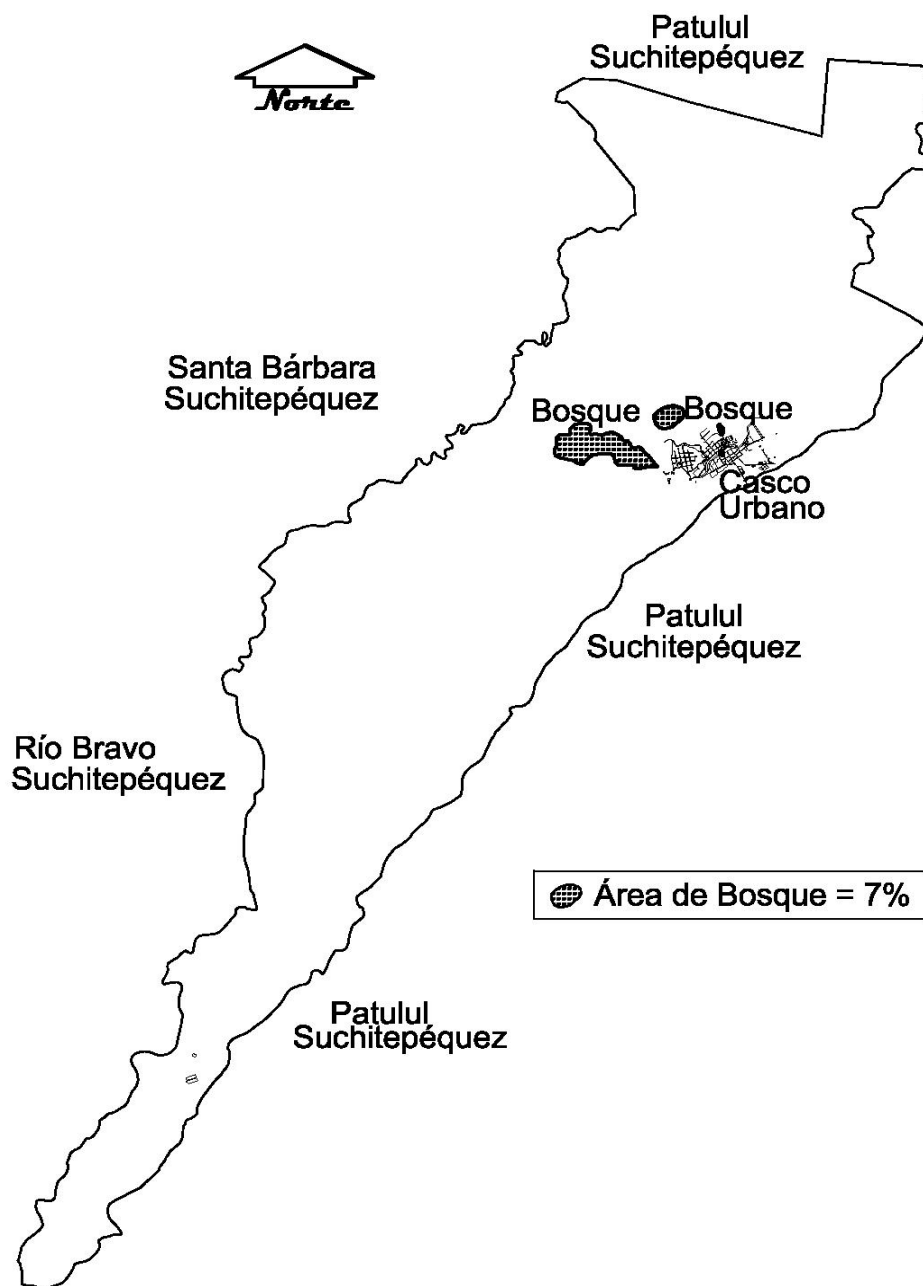 Patulul
Suchitepéquez
Norte
Santa Bárbara
Suchitepéquez
Bosque
Bosque
Casco
Urbano
Patulul
Suchitepéquez
Río Bravo
Suchitepéquez
Área de Bosque = 7%
Patulul
Suchitepéquez